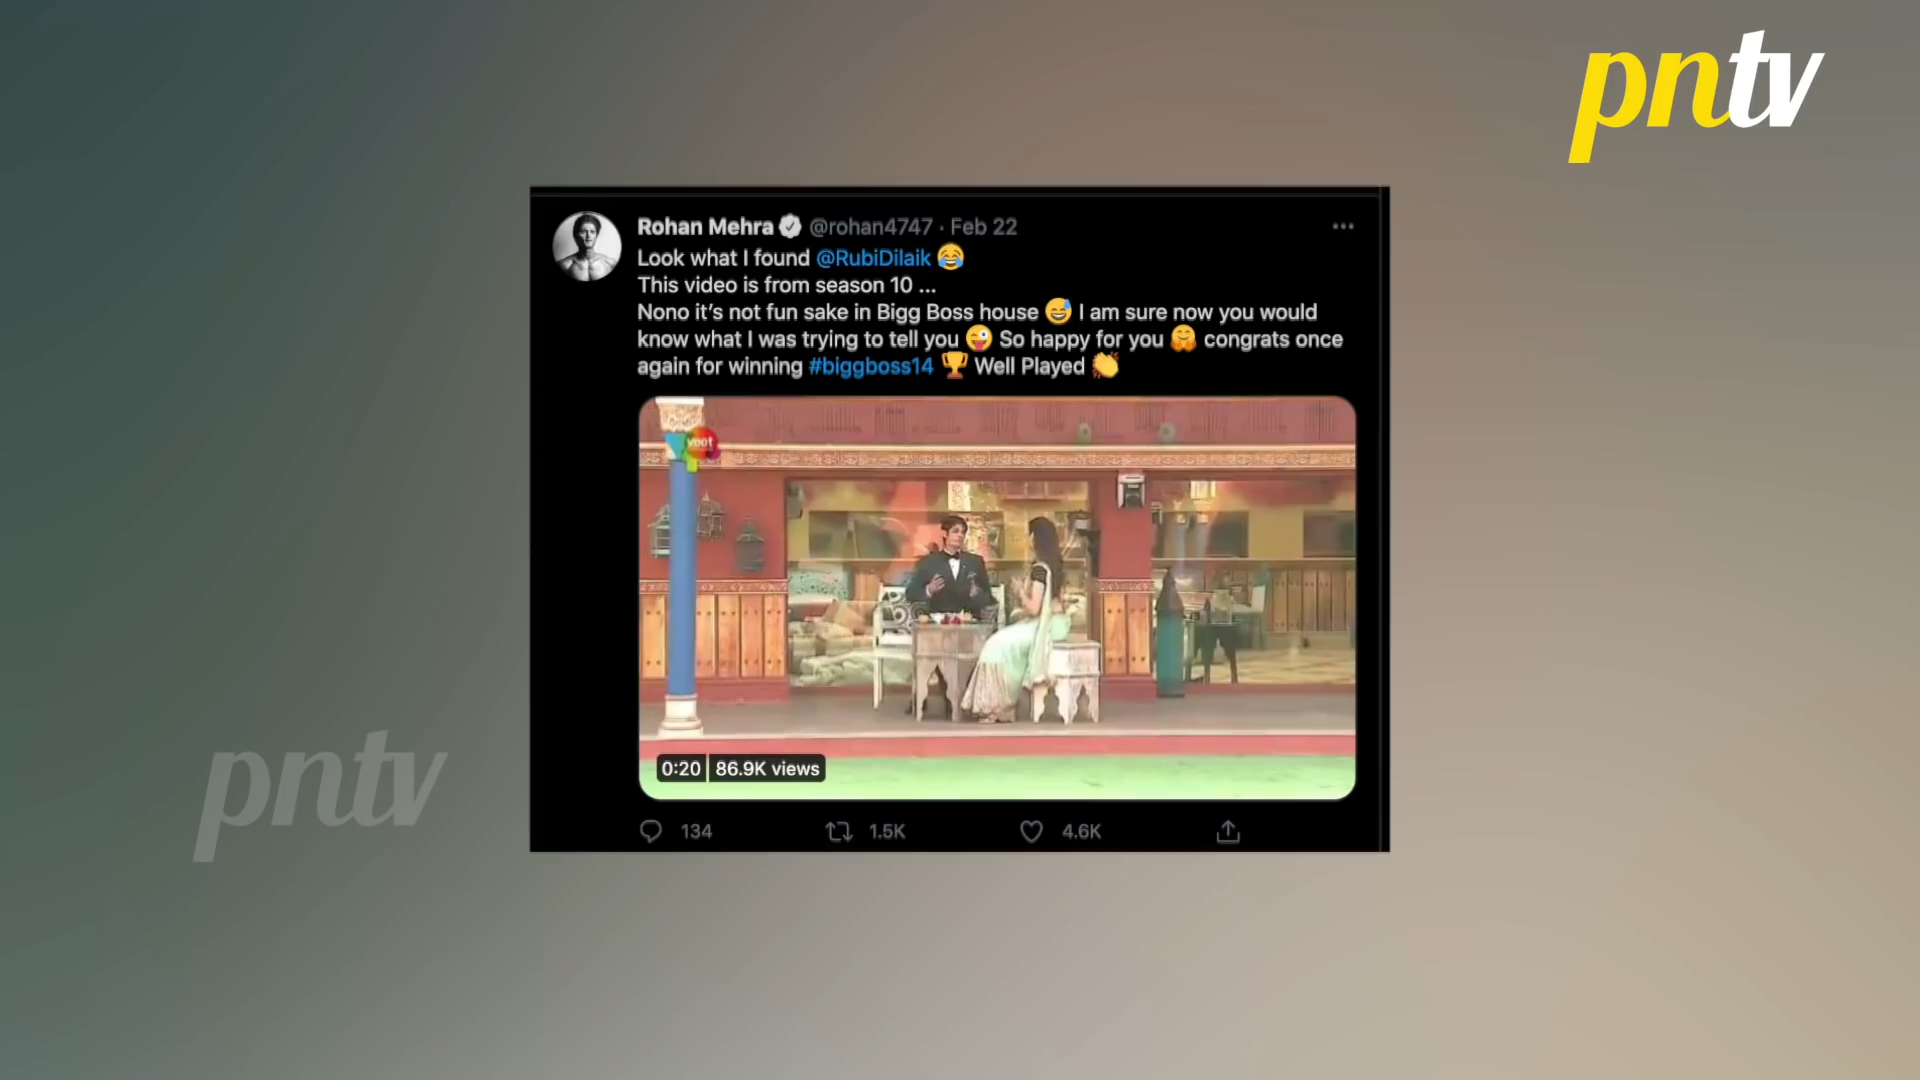 pntv
Rohan Mehra @rohan4747 · Feb 22
Look what I found @RubiDilaik 😂
This video is from season 10 ...
Nono it's not fun sake in Bigg Boss house 😅 I am sure now you would
know what I was trying to tell you 😜 So happy for you 🤗 congrats once
again for winning #biggboss14 🏆 Well Played 👏
voot
0:20 86.9K views
134 1.5K 4.6K
pntv